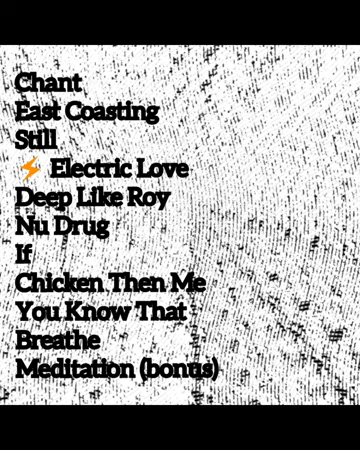 Chant
East Coasting
Still
⚡ Electric Love
Deep Like Roy
Nu Drug
If
Chicken Then Me
You Know That
Breathe
Meditation (bonus)